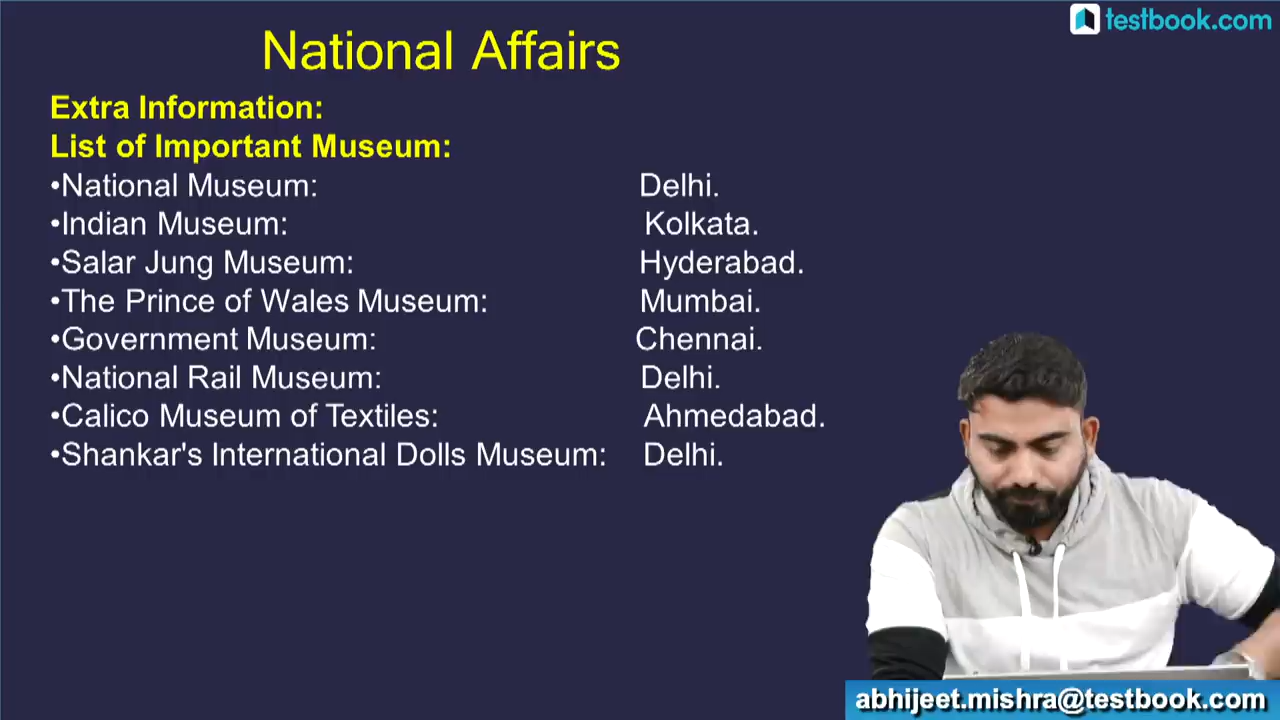 testbook.com
National Affairs
Extra Information:
List of Important Museum:
•National Museum: Delhi.
•Indian Museum: Kolkata.
•Salar Jung Museum: Hyderabad.
•The Prince of Wales Museum: Mumbai.
•Government Museum: Chennai.
•National Rail Museum: Delhi.
•Calico Museum of Textiles: Ahmedabad.
•Shankar's International Dolls Museum: Delhi.
abhijeet.mishra@testbook.com